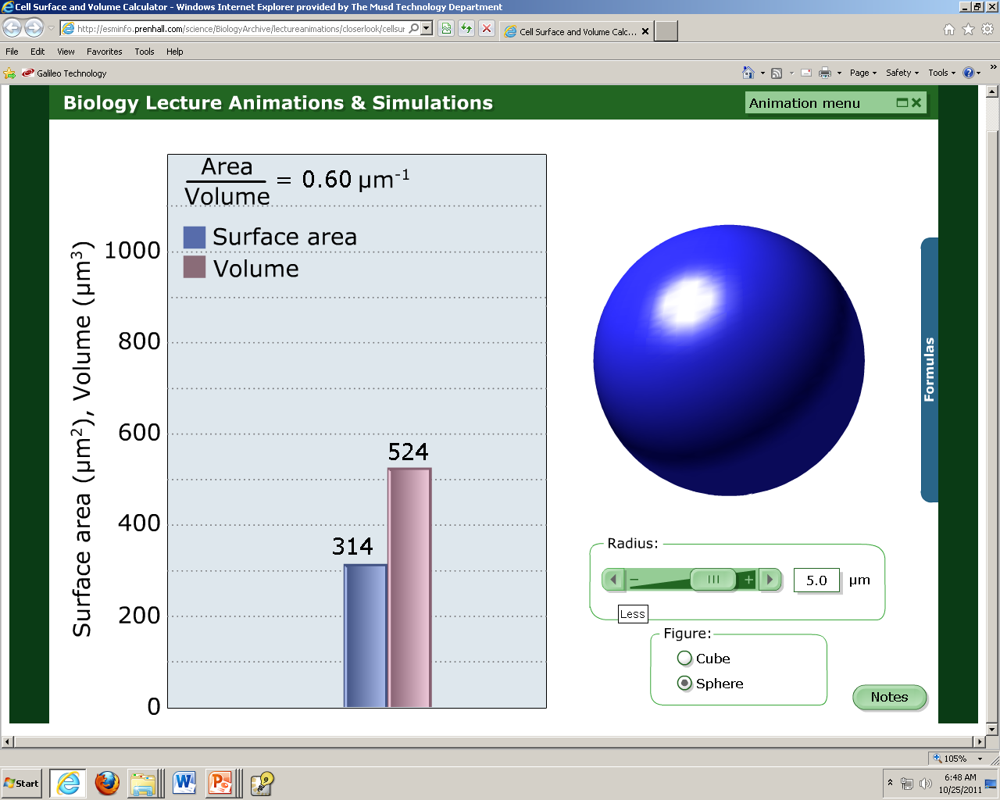 Cell Surface and Volume Calculator - Windows Internet Explorer provided by The Musd Technology Department
http://esminfo.prenhall.com/science/BiologyArchive/lectureanimations/closerlook/cellsur
Cell Surface and Volume Calc...
File Edit View Favorites Tools Help
Galileo Technology
Page Safety Tools
Biology Lecture Animations & Simulations
Animation menu
Area
Volume
= 0.60 µm-1
Surface area
Volume
Surface area (µm2), Volume (µm3)
1000
800
600
400
200
0
524
314
Formulas
Radius:
5.0 µm
Less
Figure:
Cube
Sphere
Notes
105%
Start
6:48 AM
10/25/2011